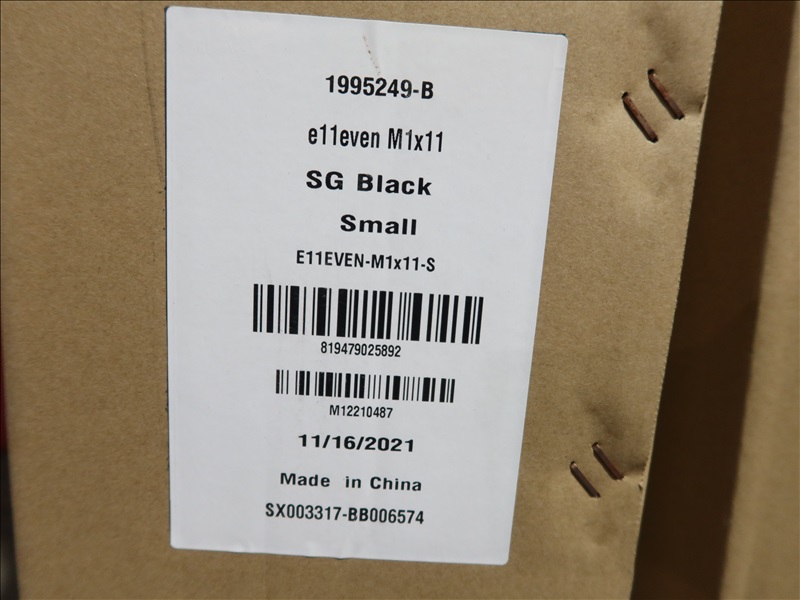 1995249-B
e11even M1x11
SG Black
Small
E11EVEN-M1x11-S
819479025892
M12210487
11/16/2021
Made in China
SX003317-BB006574